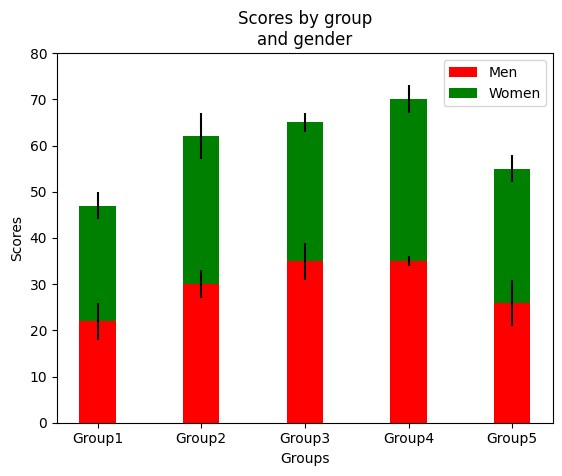 Scores by group
and gender
Men
Women
80
70
60
50
40
30
20
10
0
Scores
Group1 Group2 Group3 Group4 Group5
Groups